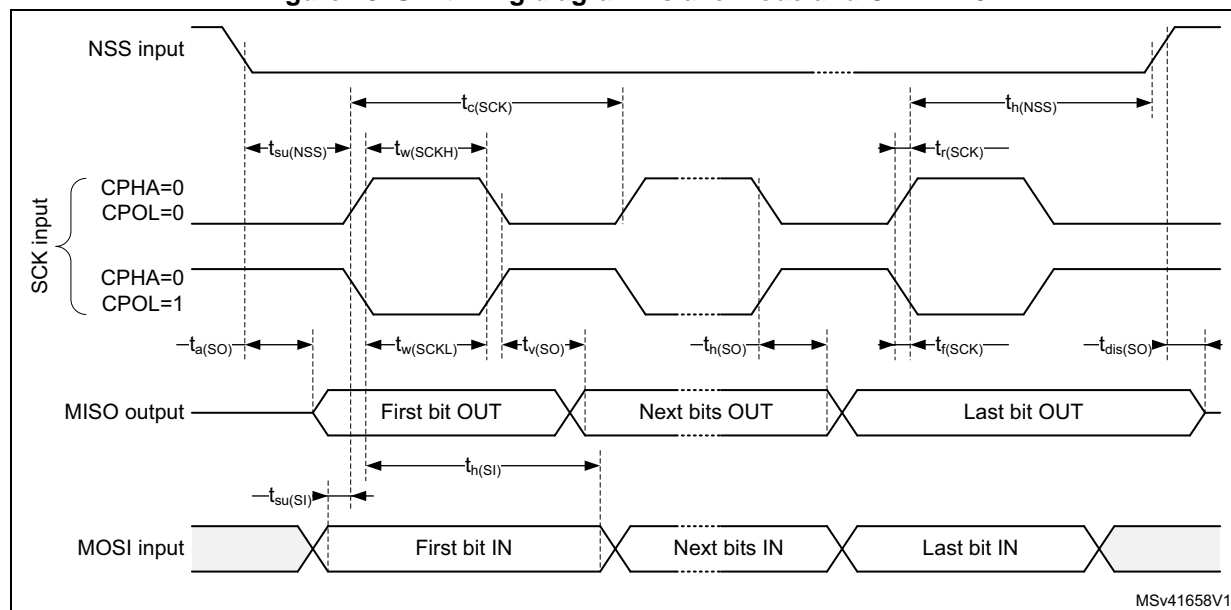 NSS input
tc(SCK)
th(NSS)
tsu(NSS)
tw(SCKH)
tr(SCK)
SCK input
CPHA=0
CPOL=0
CPHA=0
CPOL=1
ta(SO)
tw(SCKL)
tv(SO)
th(SO)
tf(SCK)
tdis(SO)
MISO output
First bit OUT
Next bits OUT
Last bit OUT
th(SI)
tsu(SI)
MOSI input
First bit IN
Next bits IN
Last bit IN
MSv41658V1